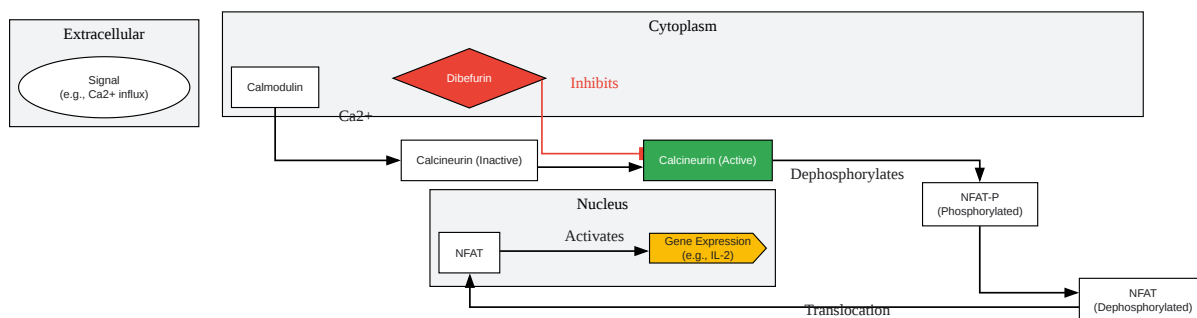 Extracellular
Signal
(e.g., Ca2+ influx)
Cytoplasm
Calmodulin
Dibefurin
Inhibits
Ca2+
Calcineurin (Inactive)
Calcineurin (Active)
Dephosphorylates
NFAT-P
(Phosphorylated)
Nucleus
NFAT
Activates
Gene Expression
(e.g., IL-2)
Translocation
NFAT
(Dephosphorylated)